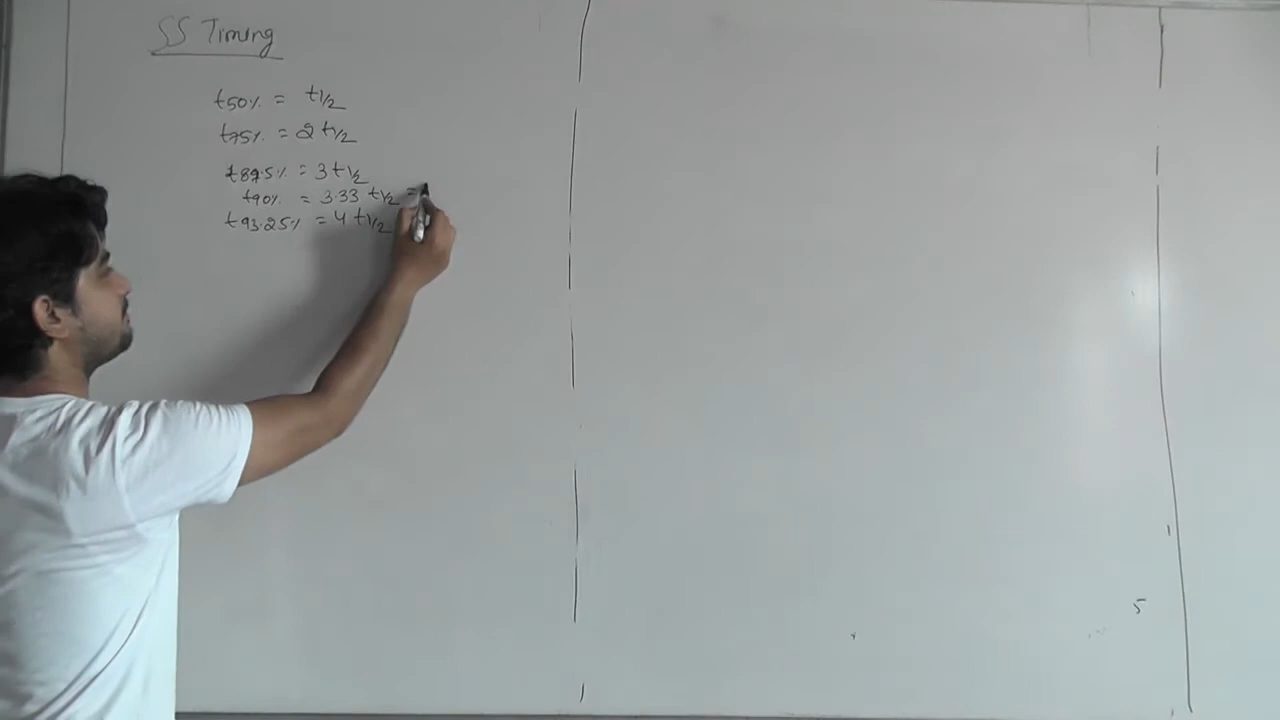 SS Timing
t50% = t1/2
t75% = 2 t1/2
t87.5% = 3 t1/2
t90% = 3.33 t1/2 =
t93.25% = 4 t1/2
5